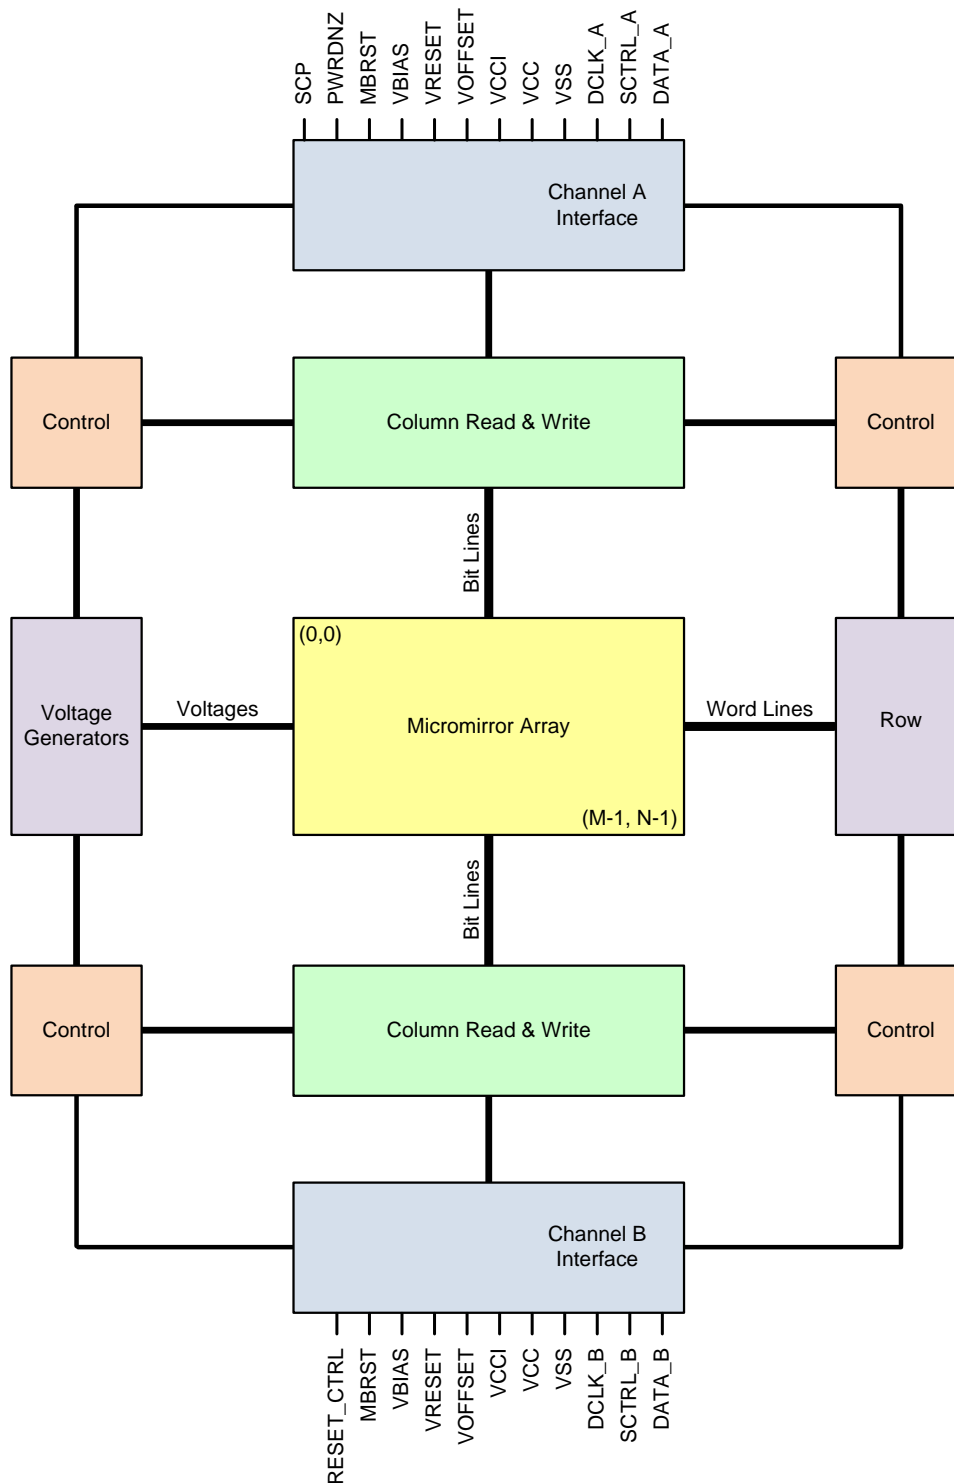 SCP
PWRDNZ
MBRST
VBIAS
VRESET
VOFFSET
VCCI
VCC
VSS
DCLK_A
SCTRL_A
DATA_A
Channel A
Interface
Control
Column Read & Write
Control
Bit Lines
(0,0)
Voltage
Generators
Voltages
Micromirror Array
Word Lines
Row
(M-1, N-1)
Bit Lines
Control
Column Read & Write
Control
Channel B
Interface
RESET_CTRL
MBRST
VBIAS
VRESET
VOFFSET
VCCI
VCC
VSS
DCLK_B
SCTRL_B
DATA_B